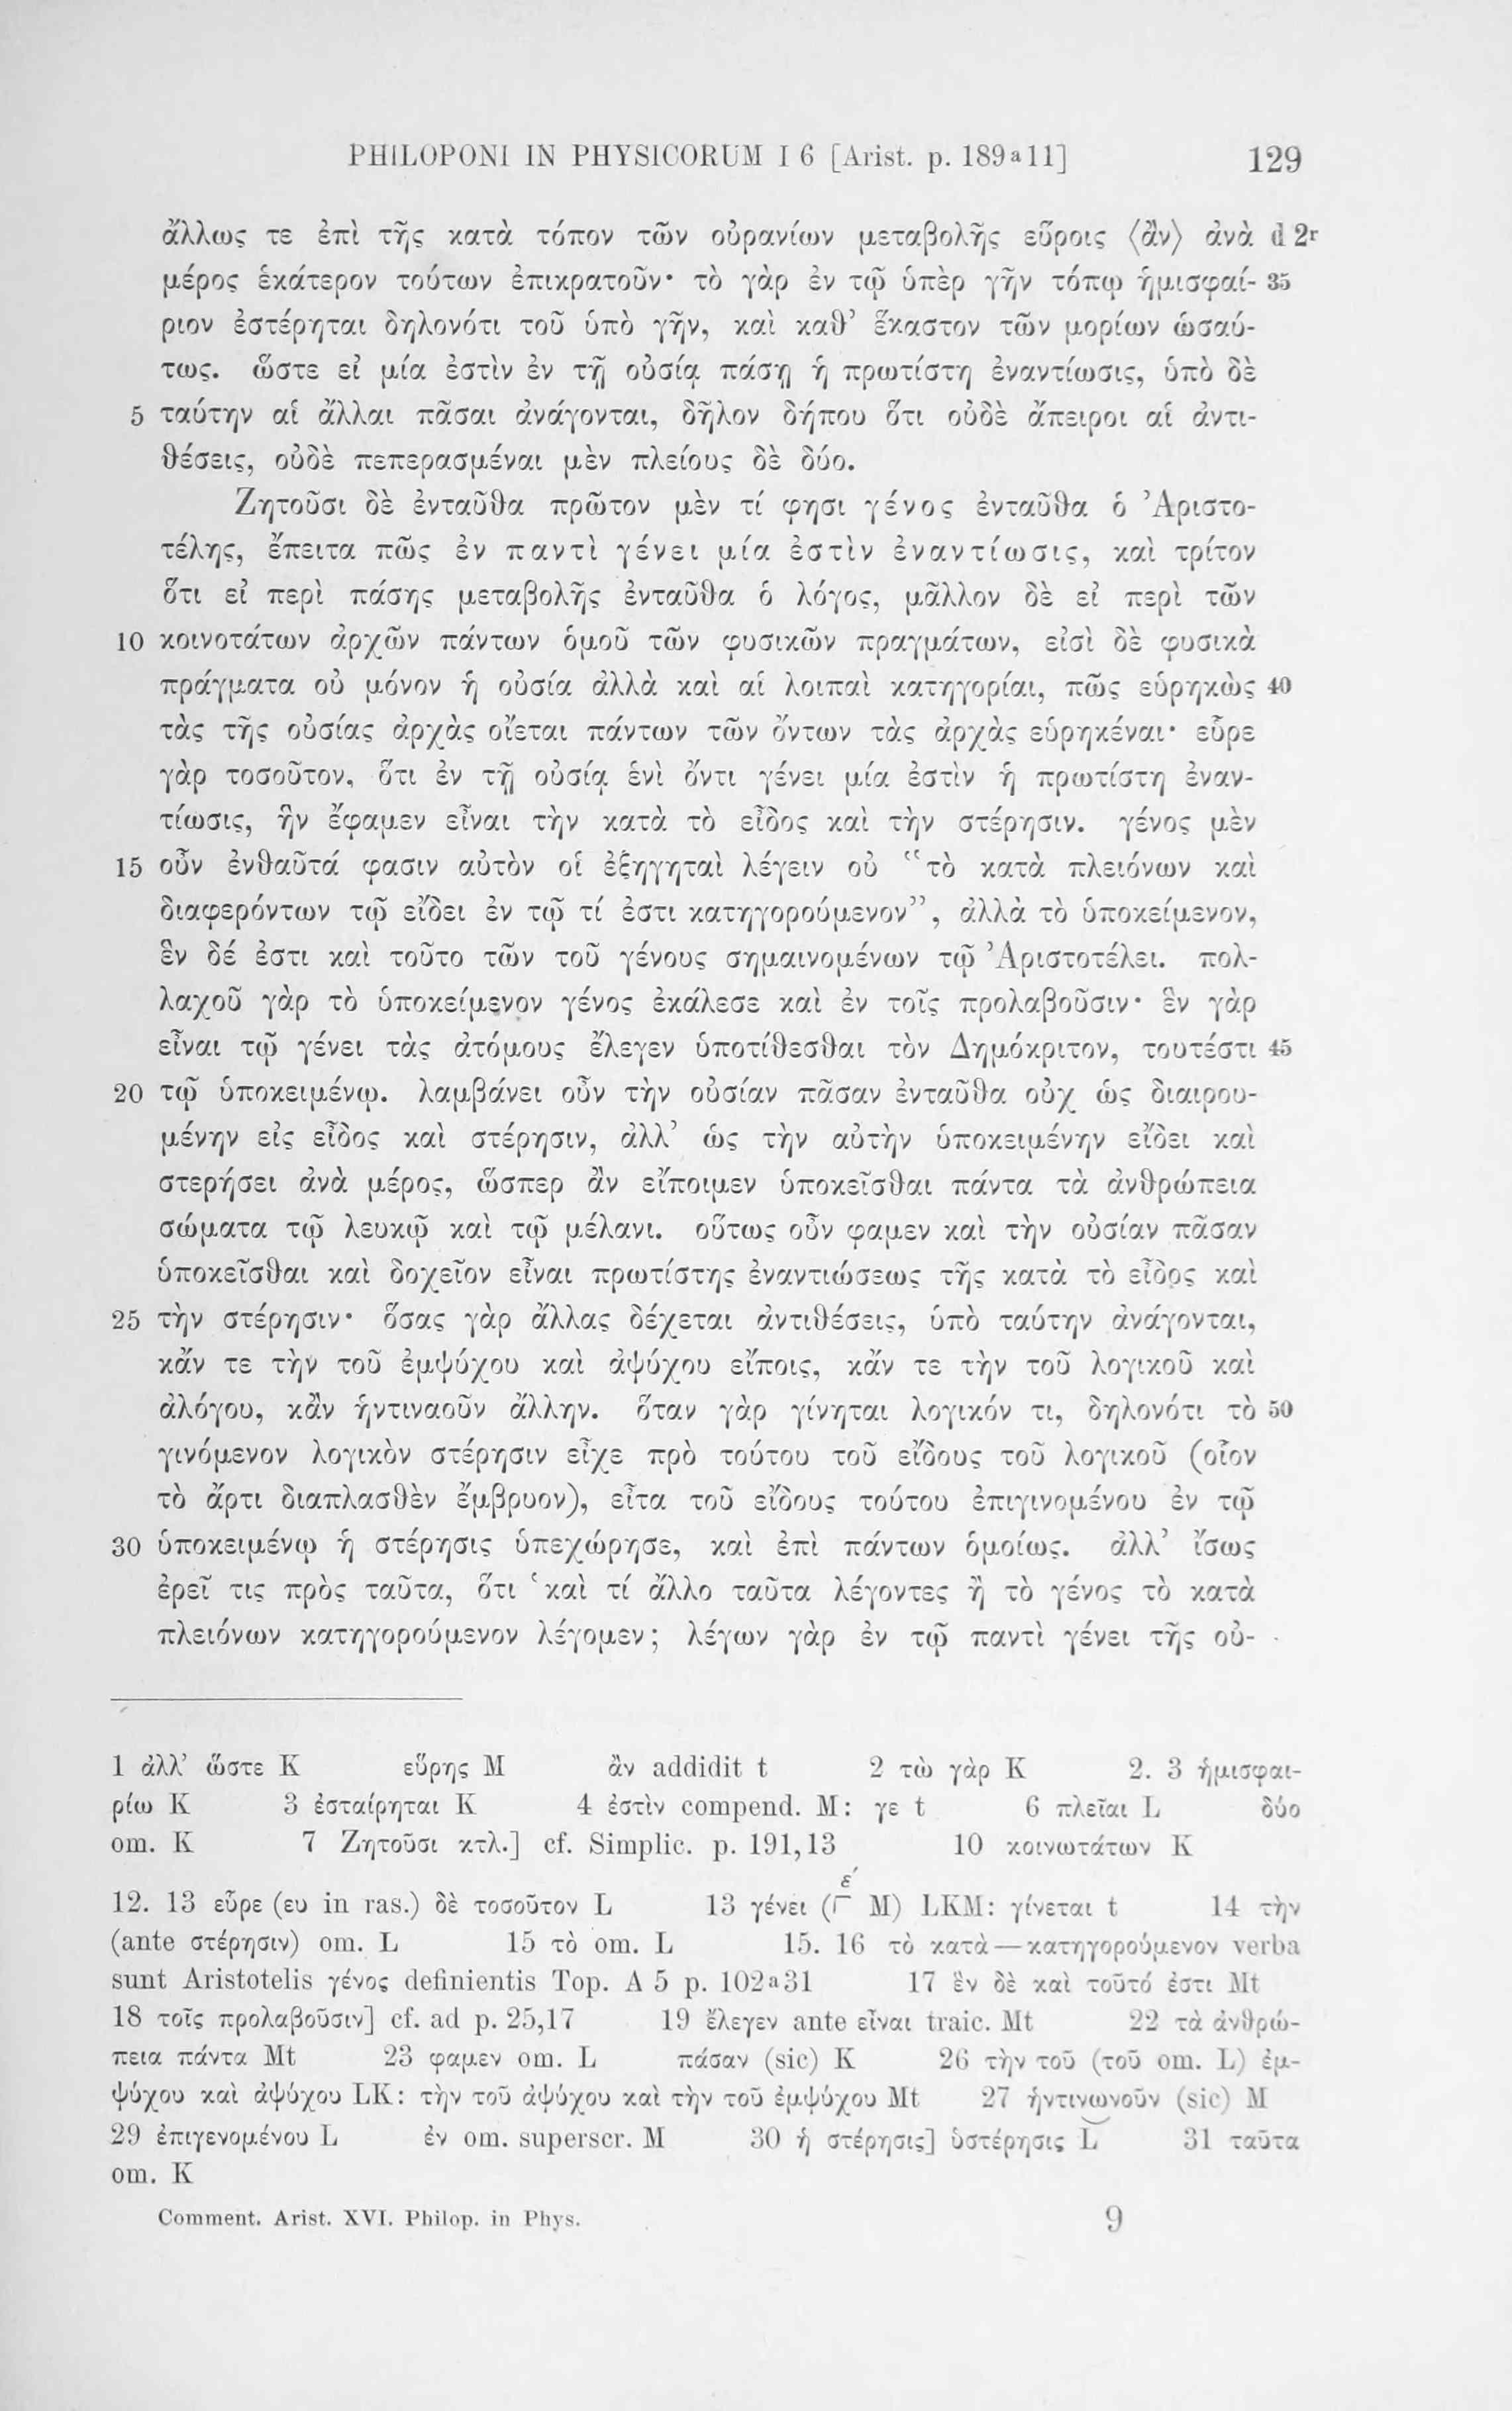 PHILOPONI IN PHYSICORUM I 6 [Arist. p. 189ᵃ11] 129
ἄλλως τε ἐπὶ τῆς κατὰ τόπον τῶν οὐρανίων μεταβολῆς εὕροις ⟨ἂν⟩ ἀνὰ d 2ʳ
μέρος ἑκάτερον τούτων ἐπικρατοῦν· τὸ γὰρ ἐν τῷ ὑπὲρ γῆν τόπῳ ἡμισφαί- 35
ριον ἐστέρηται δηλονότι τοῦ ὑπὸ γῆν, καὶ καθ’ ἕκαστον τῶν μορίων ὡσαύ-
τως. ὥστε εἰ μία ἐστὶν ἐν τῇ οὐσίᾳ πάσῃ ἡ πρωτίστη ἐναντίωσις, ὑπὸ δὲ
5 ταύτην αἱ ἄλλαι πᾶσαι ἀνάγονται, δῆλον δήπου ὅτι οὐδὲ ἄπειροι αἱ ἀντι-
θέσεις, οὐδὲ πεπερασμέναι μὲν πλείους δὲ δύο.
Ζητοῦσι δὲ ἐνταῦθα πρῶτον μὲν τί φησι γένος ἐνταῦθα ὁ Ἀριστο-
τέλης, ἔπειτα πῶς ἐν παντὶ γένει μία ἐστὶν ἐναντίωσις, καὶ τρίτον
ὅτι εἰ περὶ πάσης μεταβολῆς ἐνταῦθα ὁ λόγος, μᾶλλον δὲ εἰ περὶ τῶν
10 κοινοτάτων ἀρχῶν πάντων ὁμοῦ τῶν φυσικῶν πραγμάτων, εἰσὶ δὲ φυσικὰ
πράγματα οὐ μόνον ἡ οὐσία ἀλλὰ καὶ αἱ λοιπαὶ κατηγορίαι, πῶς εὑρηκὼς 40
τὰς τῆς οὐσίας ἀρχὰς οἴεται πάντων τῶν ὄντων τὰς ἀρχὰς εὑρηκέναι· εὗρε
γὰρ τοσοῦτον, ὅτι ἐν τῇ οὐσίᾳ ἑνὶ ὄντι γένει μία ἐστὶν ἡ πρωτίστη ἐναν-
τίωσις, ἣν ἔφαμεν εἶναι τὴν κατὰ τὸ εἶδος καὶ τὴν στέρησιν. γένος μὲν
15 οὖν ἐνθαῦτά φασιν αὐτὸν οἱ ἐξηγηταὶ λέγειν οὐ “τὸ κατὰ πλειόνων καὶ
διαφερόντων τῷ εἴδει ἐν τῷ τί ἐστι κατηγορούμενον”, ἀλλὰ τὸ ὑποκείμενον,
ἓν δέ ἐστι καὶ τοῦτο τῶν τοῦ γένους σημαινομένων τῷ Ἀριστοτέλει. πολ-
λαχοῦ γὰρ τὸ ὑποκείμενον γένος ἐκάλεσε καὶ ἐν τοῖς προλαβοῦσιν· ἓν γὰρ
εἶναι τῷ γένει τὰς ἀτόμους ἔλεγεν ὑποτίθεσθαι τὸν Δημόκριτον, τουτέστι 45
20 τῷ ὑποκειμένῳ. λαμβάνει οὖν τὴν οὐσίαν πᾶσαν ἐνταῦθα οὐχ ὡς διαιρου-
μένην εἰς εἶδος καὶ στέρησιν, ἀλλ’ ὡς τὴν αὐτὴν ὑποκειμένην εἴδει καὶ
στερήσει ἀνὰ μέρος, ὥσπερ ἂν εἴποιμεν ὑποκεῖσθαι πάντα τὰ ἀνθρώπεια
σώματα τῷ λευκῷ καὶ τῷ μέλανι. οὕτως οὖν φαμεν καὶ τὴν οὐσίαν πᾶσαν
ὑποκεῖσθαι καὶ δοχεῖον εἶναι πρωτίστης ἐναντιώσεως τῆς κατὰ τὸ εἶδος καὶ
25 τὴν στέρησιν· ὅσας γὰρ ἄλλας δέχεται ἀντιθέσεις, ὑπὸ ταύτην ἀνάγονται,
κἄν τε τὴν τοῦ ἐμψύχου καὶ ἀψύχου εἴποις, κἄν τε τὴν τοῦ λογικοῦ καὶ
ἀλόγου, κἂν ἡντιναοῦν ἄλλην. ὅταν γὰρ γίνηται λογικόν τι, δηλονότι τὸ 50
γινόμενον λογικὸν στέρησιν εἶχε πρὸ τούτου τοῦ εἴδους τοῦ λογικοῦ (οἷον
τὸ ἄρτι διαπλασθὲν ἔμβρυον), εἶτα τοῦ εἴδους τούτου ἐπιγινομένου ἐν τῷ
30 ὑποκειμένῳ ἡ στέρησις ὑπεχώρησε, καὶ ἐπὶ πάντων ὁμοίως. ἀλλ’ ἴσως
ἐρεῖ τις πρὸς ταῦτα, ὅτι ‘καὶ τί ἄλλο ταῦτα λέγοντες ἢ τὸ γένος τὸ κατὰ
πλειόνων κατηγορούμενον λέγομεν; λέγων γὰρ ἐν τῷ παντὶ γένει τῆς οὐ-
1 ἀλλ’ ὥστε K εὕρης M ἂν addidit t 2 τὼ γὰρ K 2. 3 ἡμισφαι-
ρίω K 3 ἐσταίρηται K 4 ἐστὶν compend. M: γε t 6 πλεῖαι L δύο
om. K 7 Ζητοῦσι κτλ.] cf. Simplic. p. 191,13 10 κοινωτάτων K
12. 13 εὗρε (ευ in ras.) δὲ τοσοῦτον L 13 γένει (Γέ M) LKM: γίνεται t 14 τὴν
(ante στέρησιν) om. L 15 τὸ om. L 15. 16 τὸ κατὰ—κατηγορούμενον verba
sunt Aristotelis γένος definientis Top. A 5 p. 102ᵃ31 17 ἓν δὲ καὶ τοῦτό ἐστι Mt
18 τοῖς προλαβοῦσιν] cf. ad p. 25,17 19 ἔλεγεν ante εἶναι traic. Mt 22 τὰ ἀνθρώ-
πεια πάντα Mt 23 φαμεν om. L πάσαν (sic) K 26 τὴν τοῦ (τοῦ om. L) ἐμ-
ψύχου καὶ ἀψύχου LK: τὴν τοῦ ἀψύχου καὶ τὴν τοῦ ἐμψύχου Mt 27 ἡντινωνοῦν (sic) M
29 ἐπιγενομένου L ἐν om. superscr. M 30 ἡ στέρησις] ὑστέρησις L 31 ταῦτα
om. K
Comment. Arist. XVI. Philop. in Phys. 9